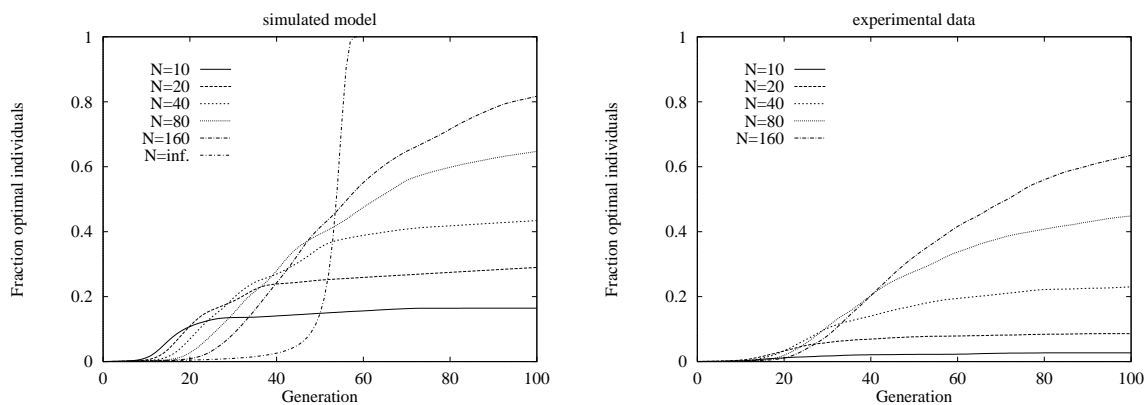 simulated model
1
0.8
0.6
0.4
0.2
0
0 20 40 60 80 100
Generation
Fraction optimal individuals
N=10
N=20
N=40
N=80
N=160
N=inf.
experimental data
1
0.8
0.6
0.4
0.2
0
0 20 40 60 80 100
Generation
Fraction optimal individuals
N=10
N=20
N=40
N=80
N=160